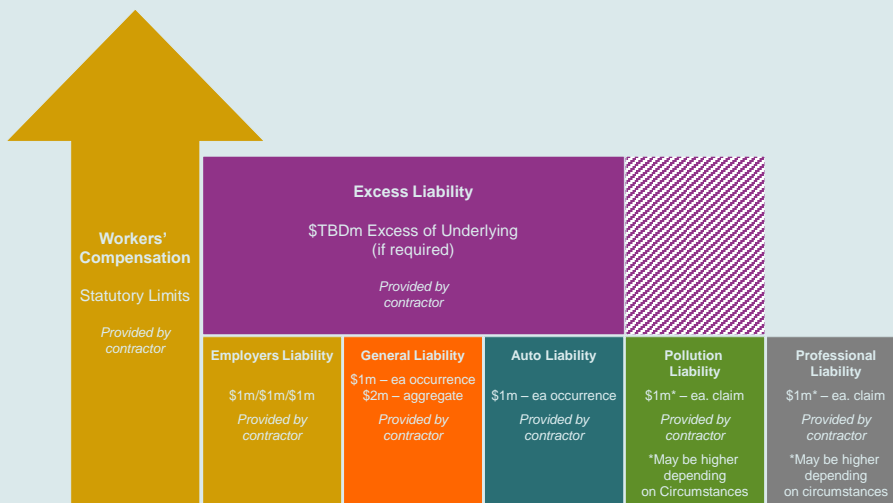 Workers'
Compensation
Statutory Limits
Provided by
contractor
Excess Liability
$TBDm Excess of Underlying
(if required)
Provided by
contractor
Employers Liability
$1m/$1m/$1m
Provided by
contractor
General Liability
$1m – ea occurrence
$2m – aggregate
Provided by
contractor
Auto Liability
$1m – ea occurrence
Provided by
contractor
Pollution
Liability
$1m* – ea. claim
Provided by
contractor
*May be higher
depending
on Circumstances
Professional
Liability
$1m* – ea. claim
Provided by
contractor
*May be higher
depending
on circumstances